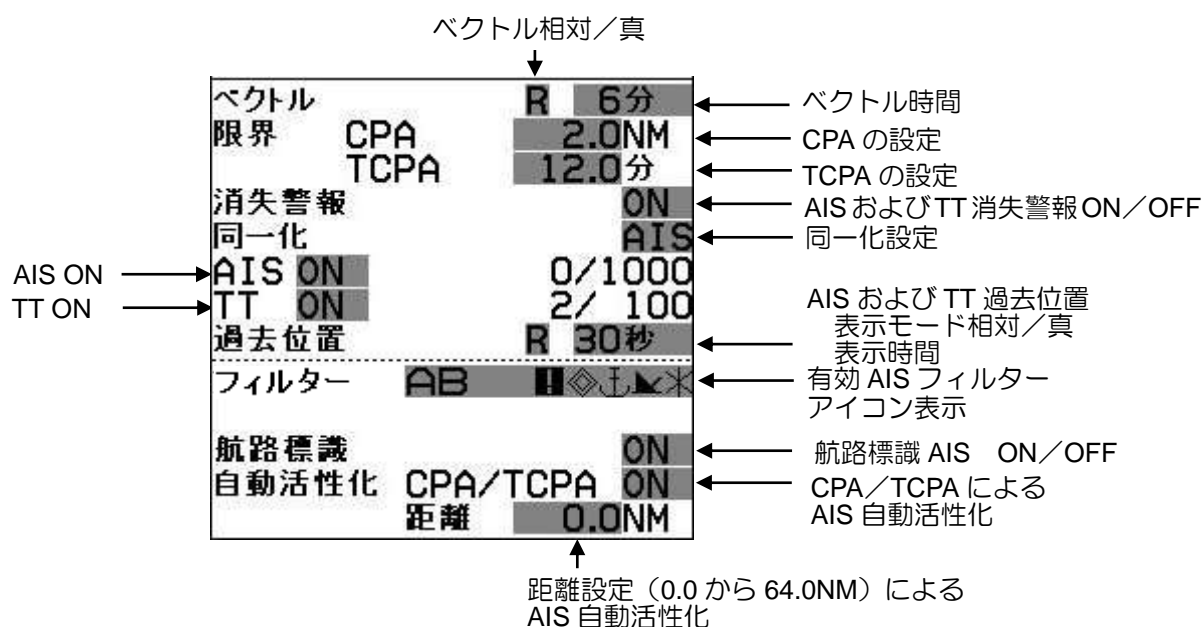 ベクトル相対／真
ベクトル R 6分
ベクトル時間
限界 CPA 2.0NM
CPA の設定
TCPA 12.0分
TCPA の設定
消失警報 ON
AIS および TT 消失警報 ON／OFF
同一化 AIS
同一化設定
AIS ON
AIS ON 0/1000
TT ON
TT ON 2/ 100
過去位置 R 30秒
AIS および TT 過去位置
表示モード相対／真
表示時間
フィルター AB
有効 AIS フィルター
アイコン表示
航路標識 ON
航路標識 AIS ON／OFF
自動活性化 CPA/TCPA ON
CPA／TCPA による
AIS 自動活性化
距離 0.0NM
距離設定（0.0 から 64.0NM）による
AIS 自動活性化